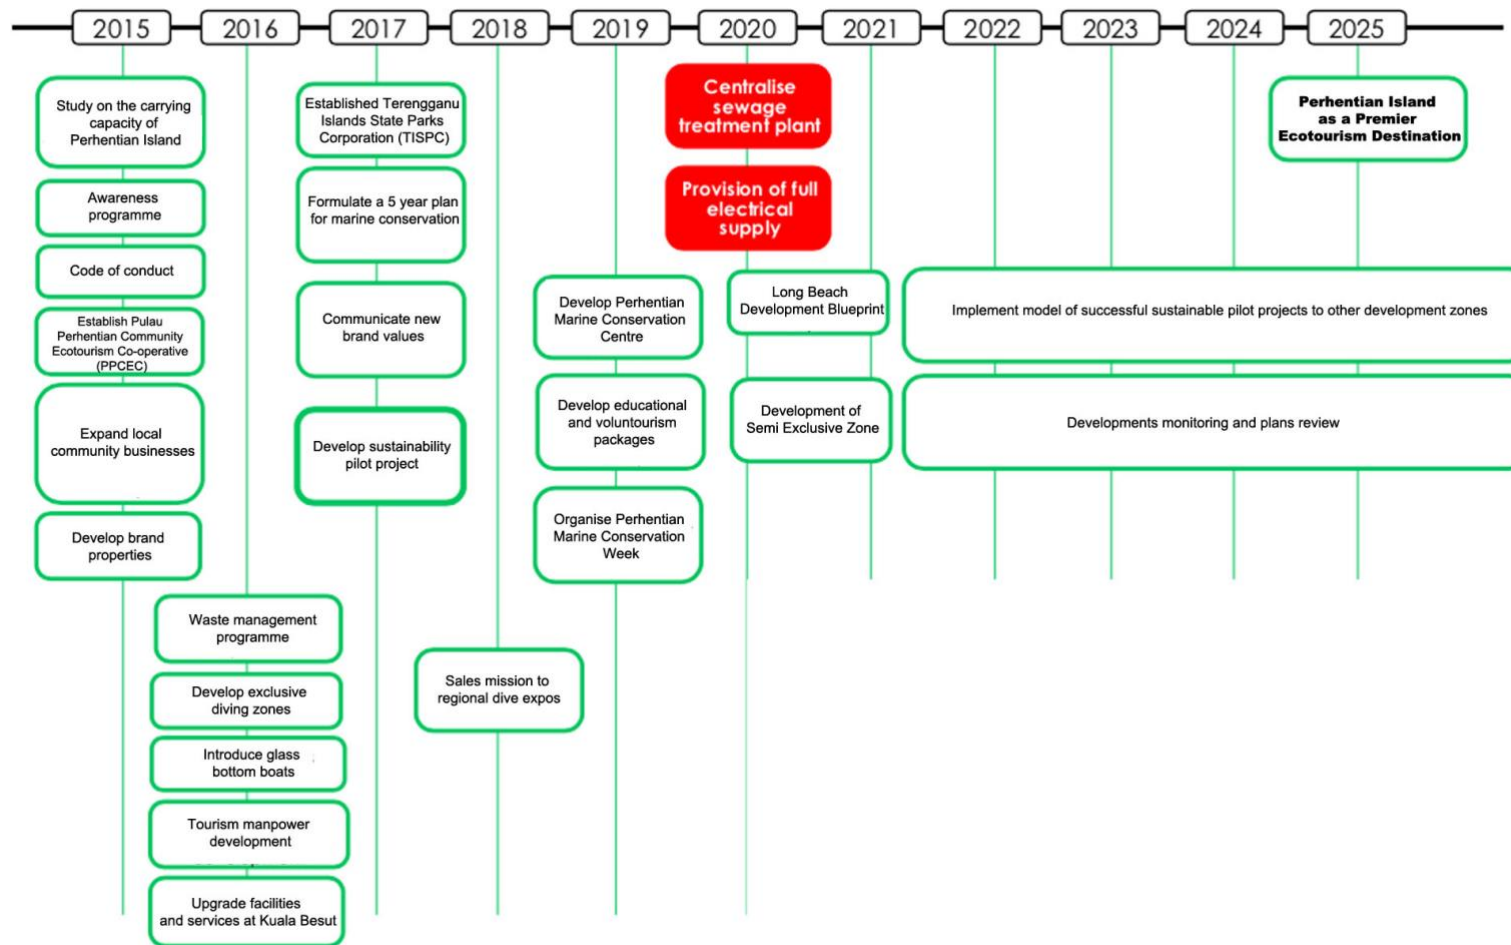 2015
2016
2017
2018
2019
2020
2021
2022
2023
2024
2025
Study on the carrying
capacity of
Perhentian Island
Awareness
programme
Code of conduct
Establish Pulau
Perhentian Community
Ecotourism Co-operative
(PPCEC)
Expand local
community businesses
Develop brand
properties
Waste management
programme
Develop exclusive
diving zones
Introduce glass
bottom boats
Tourism manpower
development
Upgrade facilities
and services at Kuala Besut
Established Terengganu
Islands State Parks
Corporation (TISPC)
Formulate a 5 year plan
for marine conservation
Communicate new
brand values
Develop sustainability
pilot project
Sales mission to
regional dive expos
Develop Perhentian
Marine Conservation
Centre
Develop educational
and voluntourism
packages
Organise Perhentian
Marine Conservation
Week
Centralise
sewage
treatment plant
Provision of full
electrical
supply
Long Beach
Development Blueprint
Development of
Semi Exclusive Zone
Implement model of successful sustainable pilot projects to other development zones
Developments monitoring and plans review
Perhentian Island
as a Premier
Ecotourism Destination